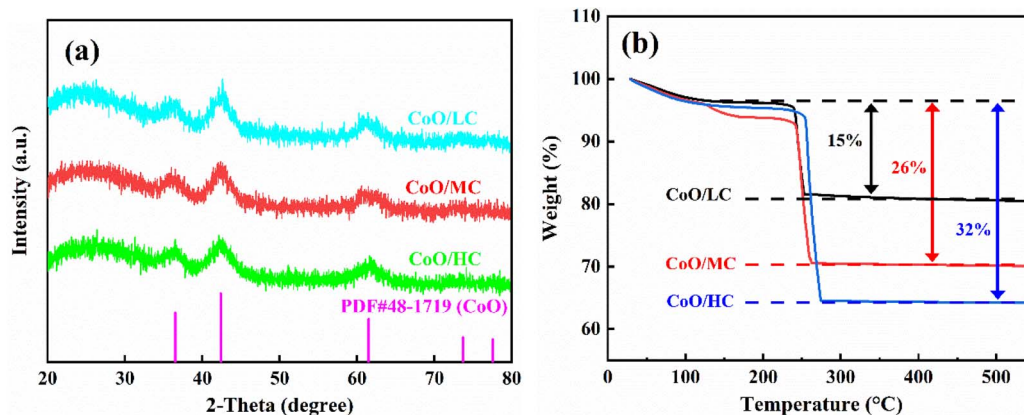 (a)
CoO/LC
CoO/MC
CoO/HC
PDF#48-1719 (CoO)
Intensity (a.u.)
20 30 40 50 60 70 80
2-Theta (degree)
(b)
110
100
90
80
70
60
Weight (%)
15%
26%
32%
CoO/LC
CoO/MC
CoO/HC
0 100 200 300 400 500
Temperature (°C)